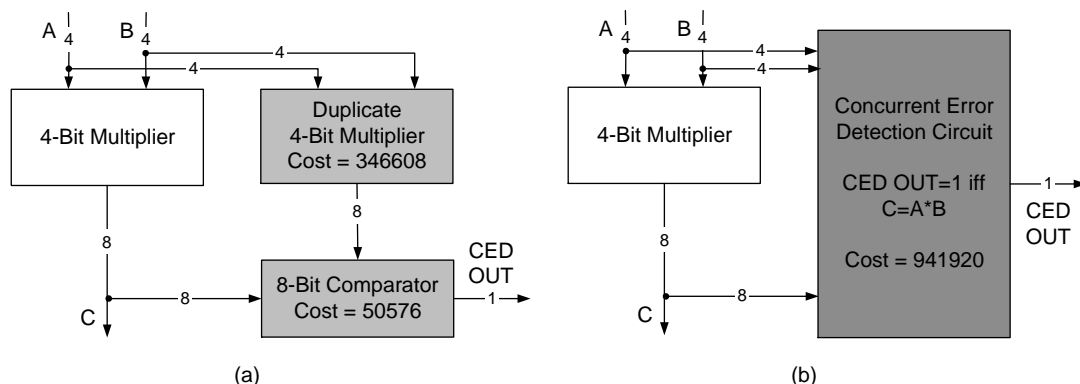 A
4
B
4
4
4
4-Bit Multiplier
Duplicate
4-Bit Multiplier
Cost = 346608
8
8
CED
OUT
8-Bit Comparator
Cost = 50576
8
1
C
(a)
A
4
B
4
4
4
4-Bit Multiplier
Concurrent Error
Detection Circuit
CED OUT=1 iff
C=A*B
Cost = 941920
1
CED
OUT
8
8
C
(b)